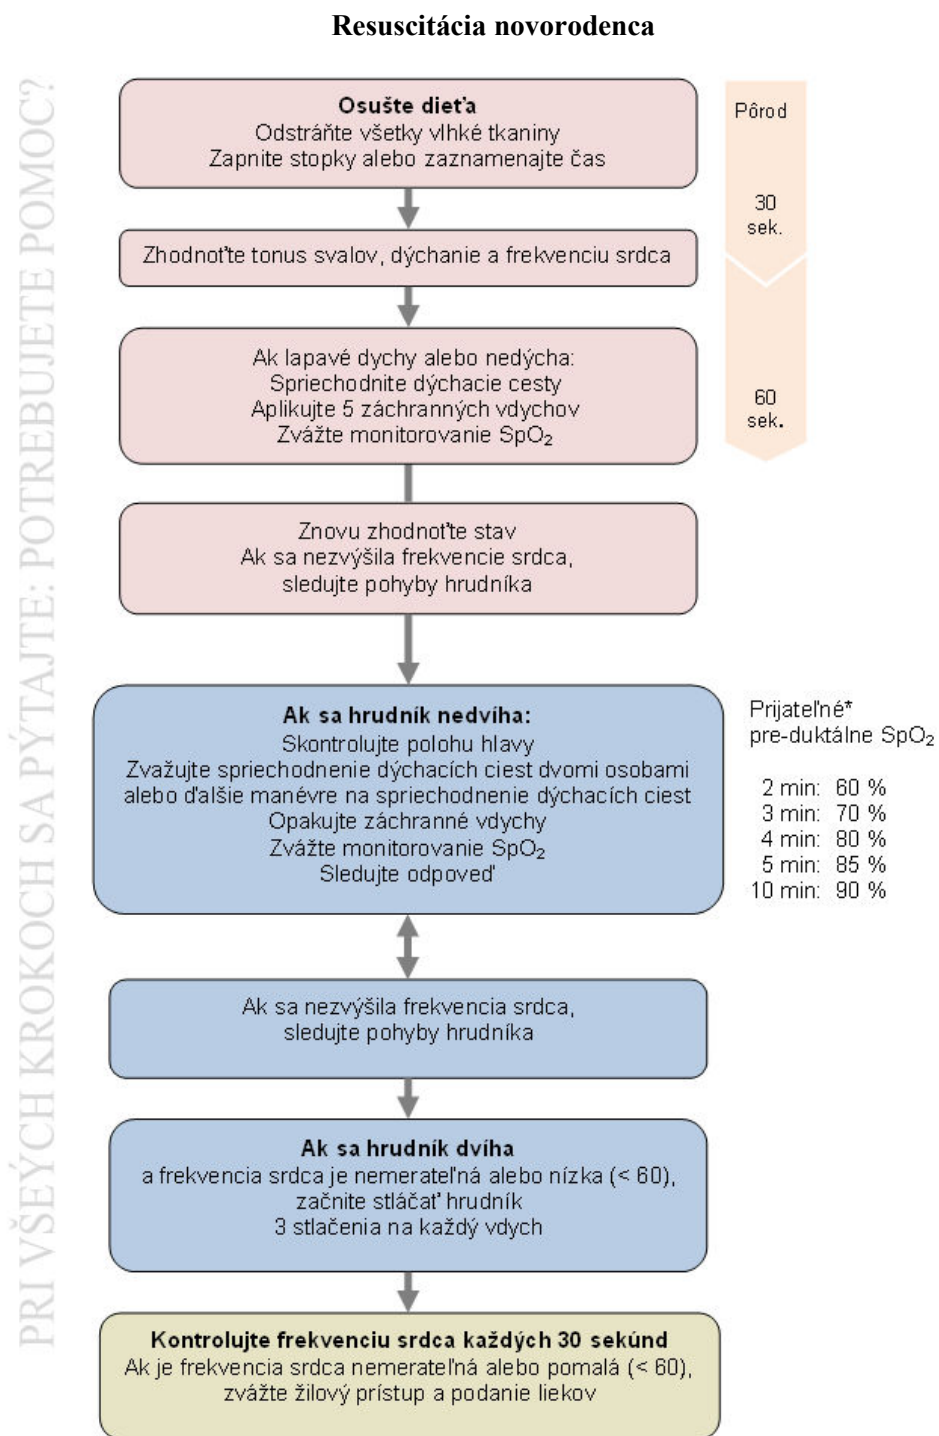 Resuscitácia novorodenca
PRI VŠEÝCH KROKOCH SA PÝTAJTE: POTREBUJETE POMOC?
Osušte dieťa
Odstráňte všetky vlhké tkaniny
Zapnite stopky alebo zaznamenajte čas
Pôrod
30
sek.
Zhodnoťte tonus svalov, dýchanie a frekvenciu srdca
Ak lapavé dychy alebo nedýcha:
Spriechodnite dýchacie cesty
Aplikujte 5 záchranných vdychov
Zvážte monitorovanie SpO₂
60
sek.
Znovu zhodnoťte stav
Ak sa nezvýšila frekvencie srdca,
sledujte pohyby hrudníka
Ak sa hrudník nedvíha:
Skontrolujte polohu hlavy
Zvažujte spriechodnenie dýchacích ciest dvomi osobami
alebo ďalšie manévre na spriechodnenie dýchacích ciest
Opakujte záchranné vdychy
Zvážte monitorovanie SpO₂
Sledujte odpoveď
Prijateľné*
pre-duktálne SpO₂
2 min: 60 %
3 min: 70 %
4 min: 80 %
5 min: 85 %
10 min: 90 %
Ak sa nezvýšila frekvencia srdca,
sledujte pohyby hrudníka
Ak sa hrudník dvíha
a frekvencia srdca je nemerateľná alebo nízka (< 60),
začnite stláčať hrudník
3 stlačenia na každý vdych
Kontrolujte frekvenciu srdca každých 30 sekúnd
Ak je frekvencia srdca nemerateľná alebo pomalá (< 60),
zvážte žilový prístup a podanie liekov